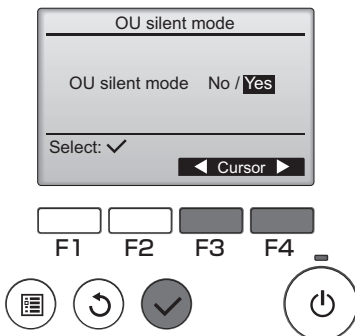 OU silent mode
OU silent mode No / Yes
Select: ✓
◀ Cursor ▶
F1 F2 F3 F4